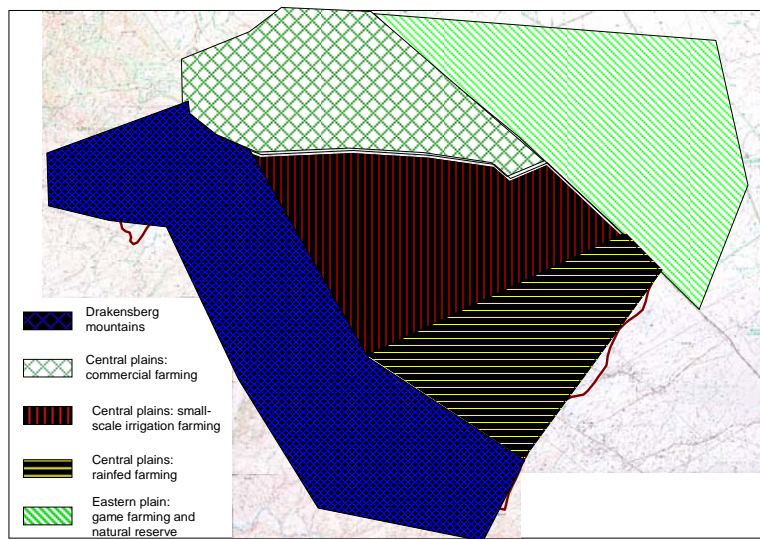 Drakensberg
mountains
Central plains:
commercial farming
Central plains: small-
scale irrigation farming
Central plains:
rainfed farming
Eastern plain:
game farming and
natural reserve